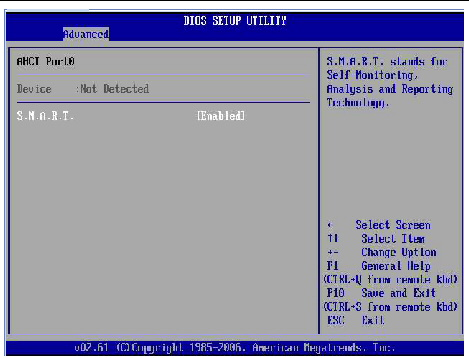 BIOS SETUP UTILITY
Advanced
AHCI Port0
Device :Not Detected
S.M.A.R.T. [Enabled]
S.M.A.R.T. stands for
Self Monitoring,
Analysis and Reporting
Technology.
← Select Screen
↑↓ Select Item
+- Change Option
F1 General Help
(CTRL+Q from remote kbd)
F10 Save and Exit
(CTRL+S from remote kbd)
ESC Exit
v02.61 (C)Copyright 1985-2006, American Megatrends, Inc.